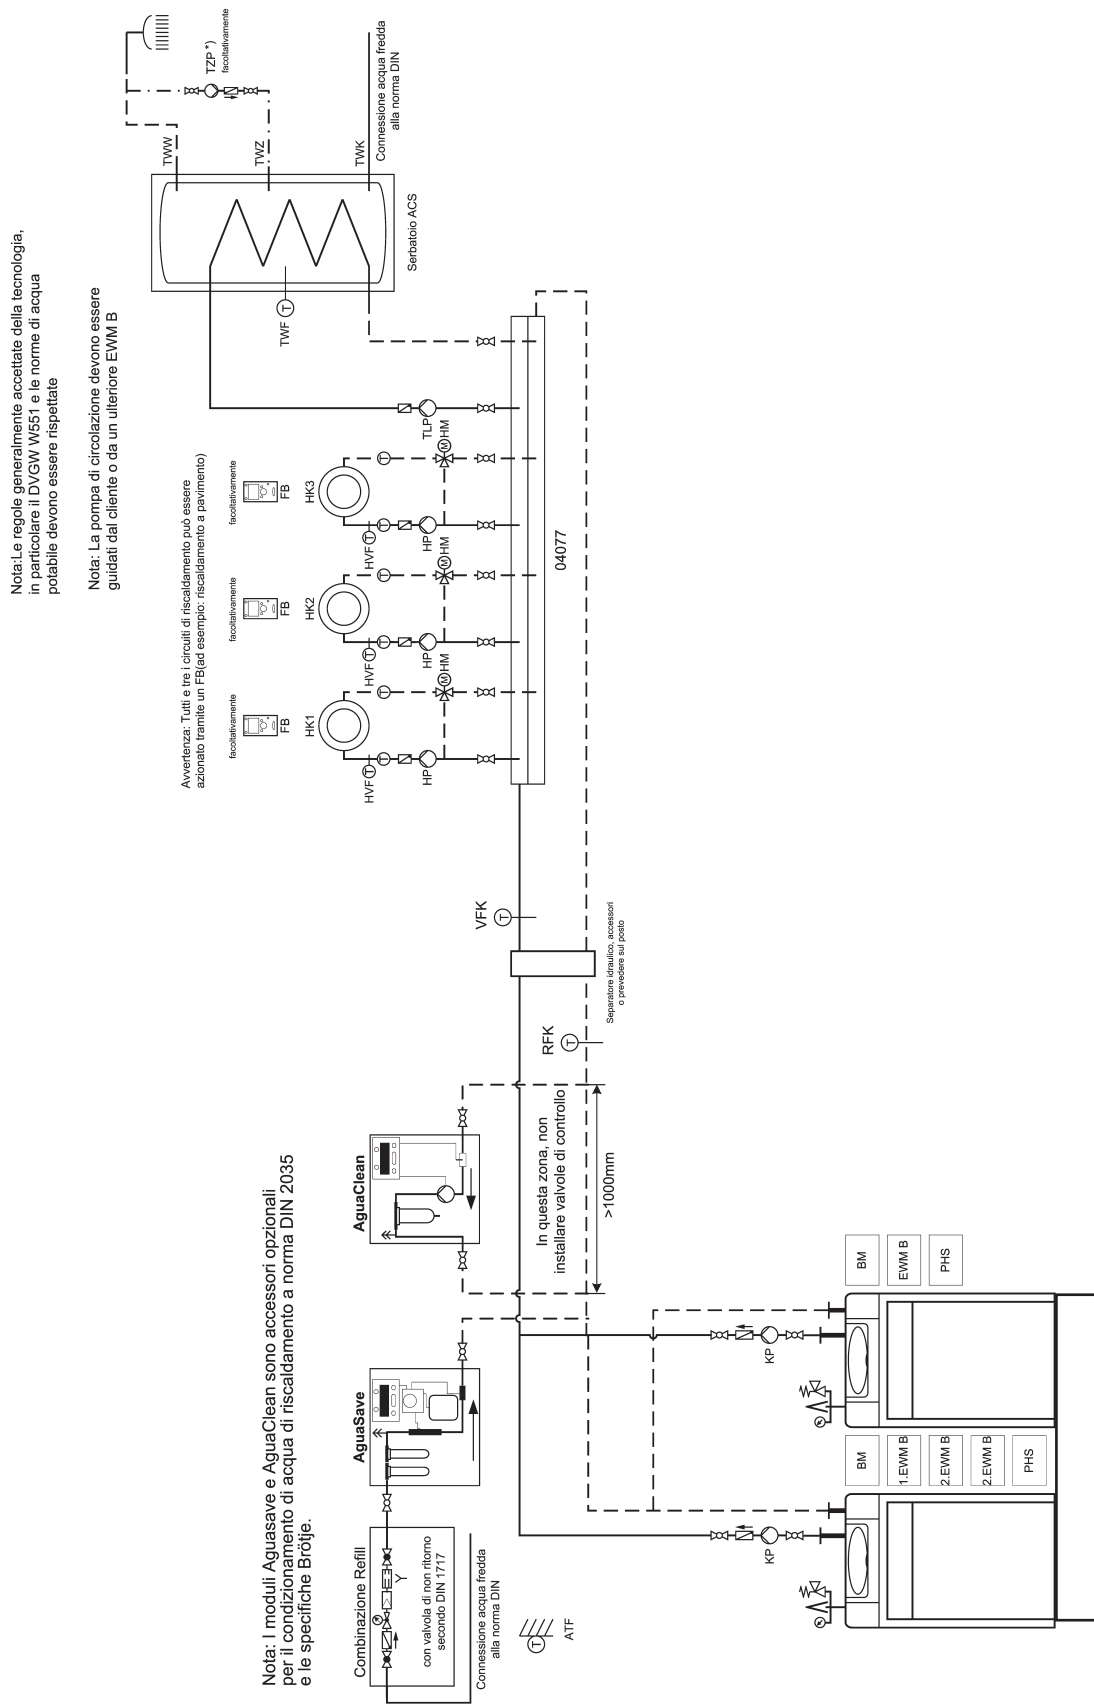 Nota:Le regole generalmente accettate della tecnologia,
in particolare il DVGW W551 e le norme di acqua
potabile devono essere rispettate
Nota: La pompa di circolazione devono essere
guidati dal cliente o da un ulteriore EWM B
TZP *)
facoltativamente
TWW
TWZ
TWK
Connessione acqua fredda
alla norma DIN
Serbatoio ACS
TWF
T
Avvertenza: Tutti e tre i circuiti di riscaldamento può essere
azionato tramite un FB(ad esempio: riscaldamento a pavimento)
facoltativamente
facoltativamente
facoltativamente
FB
FB
FB
HK1
HK2
HK3
HVF
T
T
T
HVF
T
T
T
HVF
T
T
T
HP
M
HM
HP
M
HM
HP
M
HM
TLP
04077
VFK
T
Separatore idraulico, accessori
o prevedere sul posto
RFK
T
Nota: I moduli Aguasave e AguaClean sono accessori opzionali
per il condizionamento di acqua di riscaldamento a norma DIN 2035
e le specifiche Brötje.
Combinazione Refill
con valvola di non ritorno
secondo DIN 1717
Connessione acqua fredda
alla norma DIN
AguaSave
AguaClean
In questa zona, non
installare valvole di controllo
>1000mm
T
ATF
KP
KP
BM
1.EWM B
2.EWM B
2.EWM B
PHS
BM
EWM B
PHS